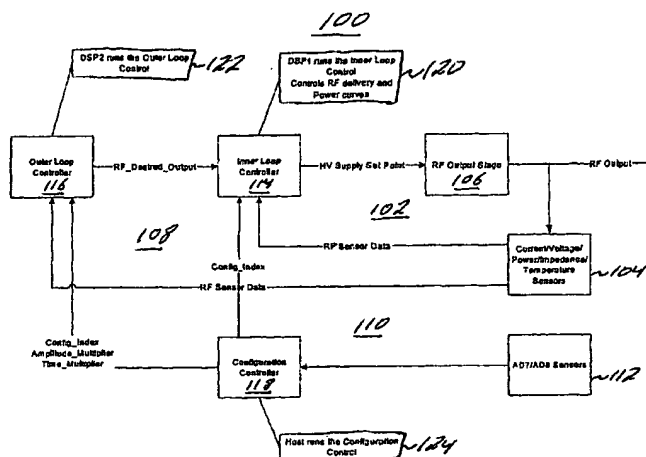 100
DSP2 runs the Outer Loop
Control
122
DSP1 runs the Inner Loop
Control
Controls RF delivery and
Power curves
120
Outer Loop
Controller
116
RF_Desired_Output
Inner Loop
Controller
114
HV Supply Set Point
RF Output Stage
106
RF Output
102
108
RF Sensor Data
Config_Index
RF Sensor Data
Current/Voltage/
Power/Impedance/
Temperature
Sensors
104
110
Config_Index
Amplitude_Multiplier
Time_Multiplier
Configuration
Controller
118
AD7/AD8 Sensors
112
Host runs the Configuration
Control
124